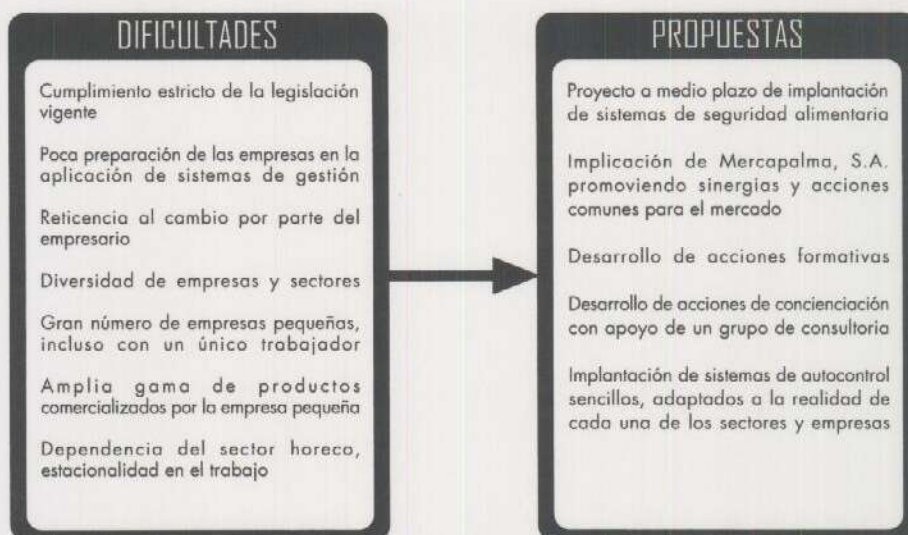 DIFICULTADES
Cumplimiento estricto de la legislación
vigente
Poca preparación de las empresas en la
aplicación de sistemas de gestión
Reticencia al cambio por parte del
empresario
Diversidad de empresas y sectores
Gran número de empresas pequeñas,
incluso con un único trabajador
Amplia gama de productos
comercializados por la empresa pequeña
Dependencia del sector horeco,
estacionalidad en el trabajo
PROPUESTAS
Proyecto a medio plazo de implantación
de sistemas de seguridad alimentaria
Implicación de Mercapalma, S.A.
promoviendo sinergias y acciones
comunes para el mercado
Desarrollo de acciones formativas
Desarrollo de acciones de concienciación
con apoyo de un grupo de consultoria
Implantación de sistemas de autocontrol
sencillos, adaptados a la realidad de
cada una de los sectores y empresas